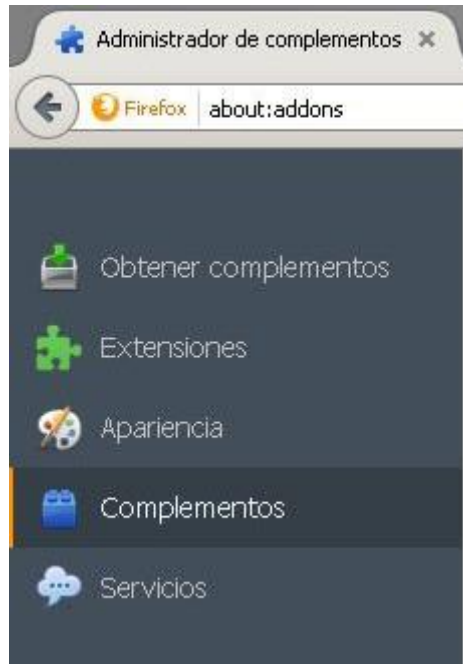 Administrador de complementos
Firefox about:addons
Obtener complementos
Extensiones
Apariencia
Complementos
Servicios